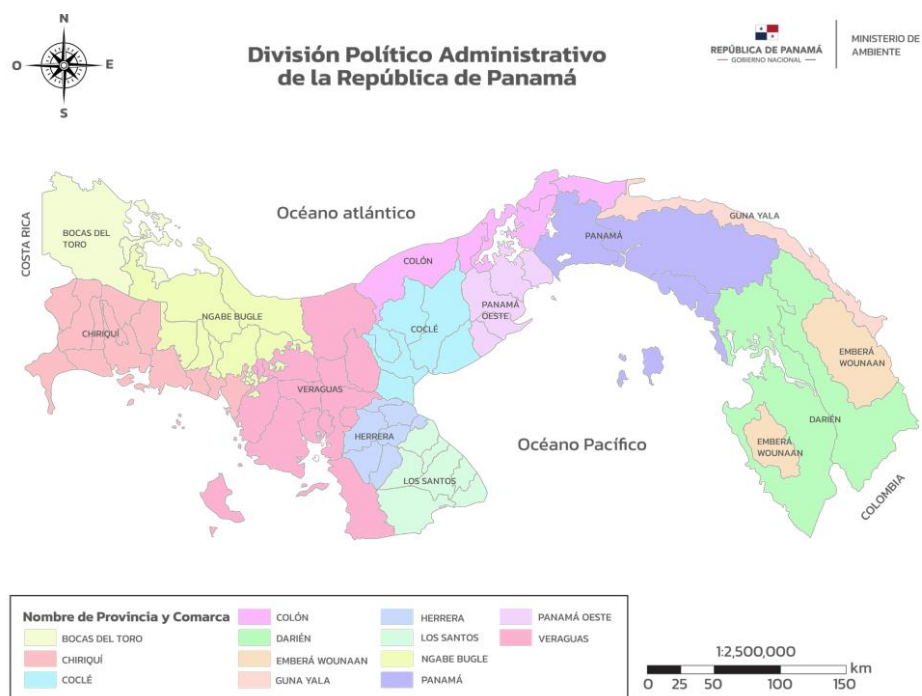 N
O
E
S
División Político Administrativo
de la República de Panamá
REPÚBLICA DE PANAMÁ
GOBIERNO NACIONAL
MINISTERIO DE
AMBIENTE
COSTA RICA
Océano atlántico
BOCAS DEL
TORO
GUNA YALA
PANAMÁ
COLÓN
PANAMÁ
OESTE
NGABE BUGLE
COCLÉ
CHIRIQUÍ
EMBERÁ
WOUNAAN
VERAGUAS
DARIÉN
HERRERA
Océano Pacífico
EMBERÁ
WOUNAAN
LOS SANTOS
COLOMBIA
Nombre de Provincia y Comarca
BOCAS DEL TORO
CHIRIQUÍ
COCLÉ
COLÓN
DARIÉN
EMBERÁ WOUNAAN
GUNA YALA
HERRERA
LOS SANTOS
NGABE BUGLE
PANAMÁ
PANAMÁ OESTE
VERAGUAS
1:2,500,000
km
0 25 50 100 150